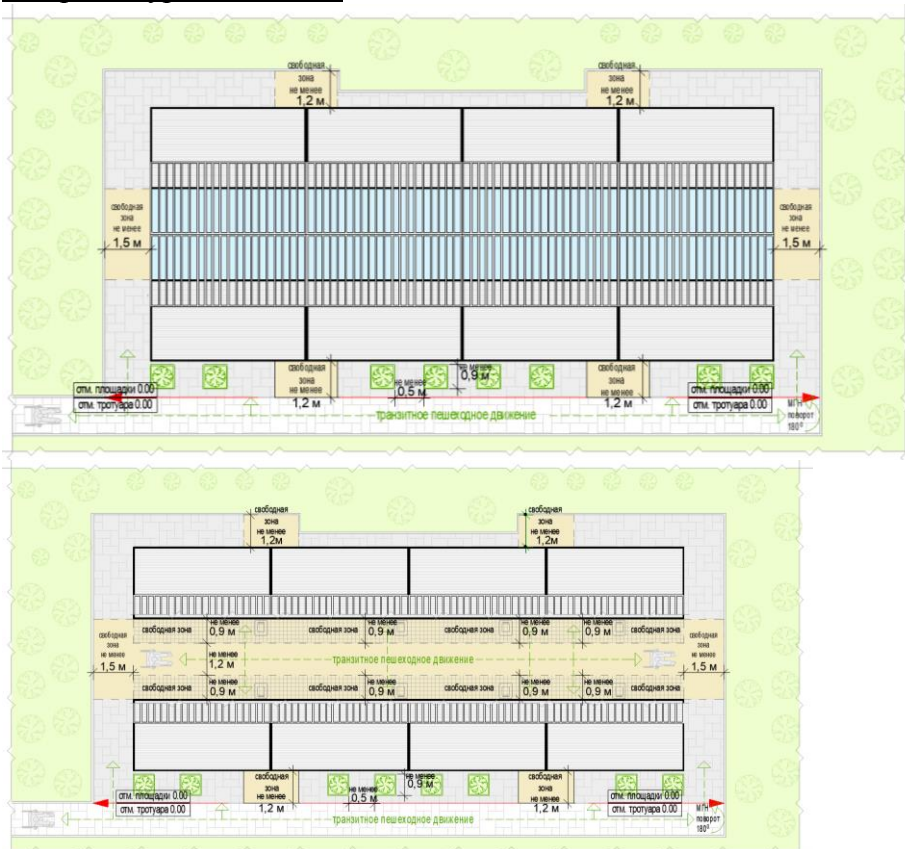 свободная
зона
не менее
1,2 м
свободная
зона
не менее
1,2 м
свободная
зона
не менее
1,5 м
свободная
зона
не менее
1,5 м
свободная
зона
не менее
1,2 м
не менее
0,5 м
не менее
0,9 м
свободная
зона
не менее
1,2 м
отм. площадки 0.00
отм. тротуара 0.00
отм. площадки 0.00
отм. тротуара 0.00
транзитное пешеходное движение
МГН
поворот
180⁰
свободная
зона
не менее
1,2м
свободная
зона
не менее
1,2м
свободная зона
не менее
0,9 м
свободная зона
не менее
0,9 м
свободная зона
не менее
0,9 м
не менее
0,9 м
свободная зона
свободная
зона
не менее
1,5 м
не менее
1,2 м
транзитное пешеходное движение
свободная
зона
не менее
1,5 м
свободная зона
не менее
0,9 м
свободная зона
не менее
0,9 м
свободная зона
не менее
0,9 м
не менее
0,9 м
свободная зона
свободная
зона
не менее
1,2 м
не менее
0,5 м
не менее
0,9 м
свободная
зона
не менее
1,2 м
отм. площадки 0.00
отм. тротуара 0.00
отм. площадки 0.00
отм. тротуара 0.00
транзитное пешеходное движение
МГН
поворот
180⁰